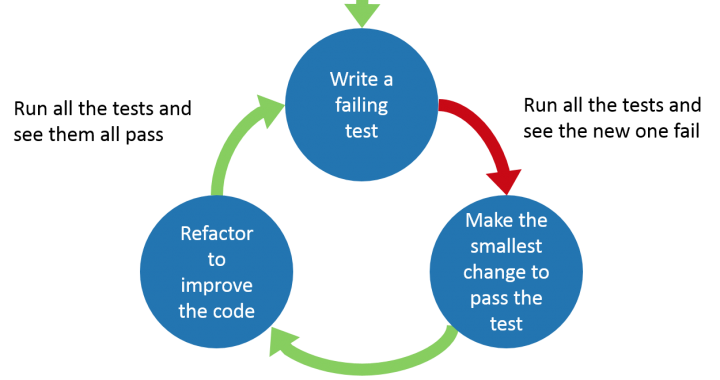 Write a
failing
test
Run all the tests and
see the new one fail
Make the
smallest
change to
pass the
test
Refactor
to
improve
the code
Run all the tests and
see them all pass